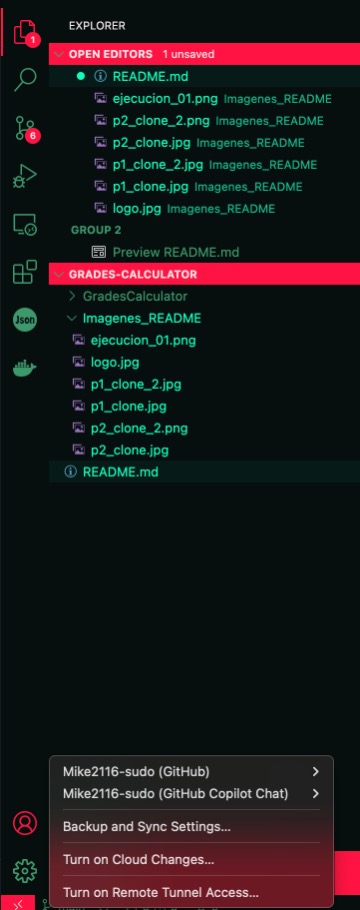 EXPLORER
OPEN EDITORS 1 unsaved
README.md
ejecucion_01.png Imagenes_README
p2_clone_2.png Imagenes_README
p2_clone.jpg Imagenes_README
p1_clone_2.jpg Imagenes_README
p1_clone.jpg Imagenes_README
logo.jpg Imagenes_README
GROUP 2
Preview README.md
GRADES-CALCULATOR
GradesCalculator
Imagenes_README
ejecucion_01.png
logo.jpg
p1_clone_2.jpg
p1_clone.jpg
p2_clone_2.png
p2_clone.jpg
README.md
1
6
Json
Mike2116-sudo (GitHub)
Mike2116-sudo (GitHub Copilot Chat)
Backup and Sync Settings...
Turn on Cloud Changes...
Turn on Remote Tunnel Access...